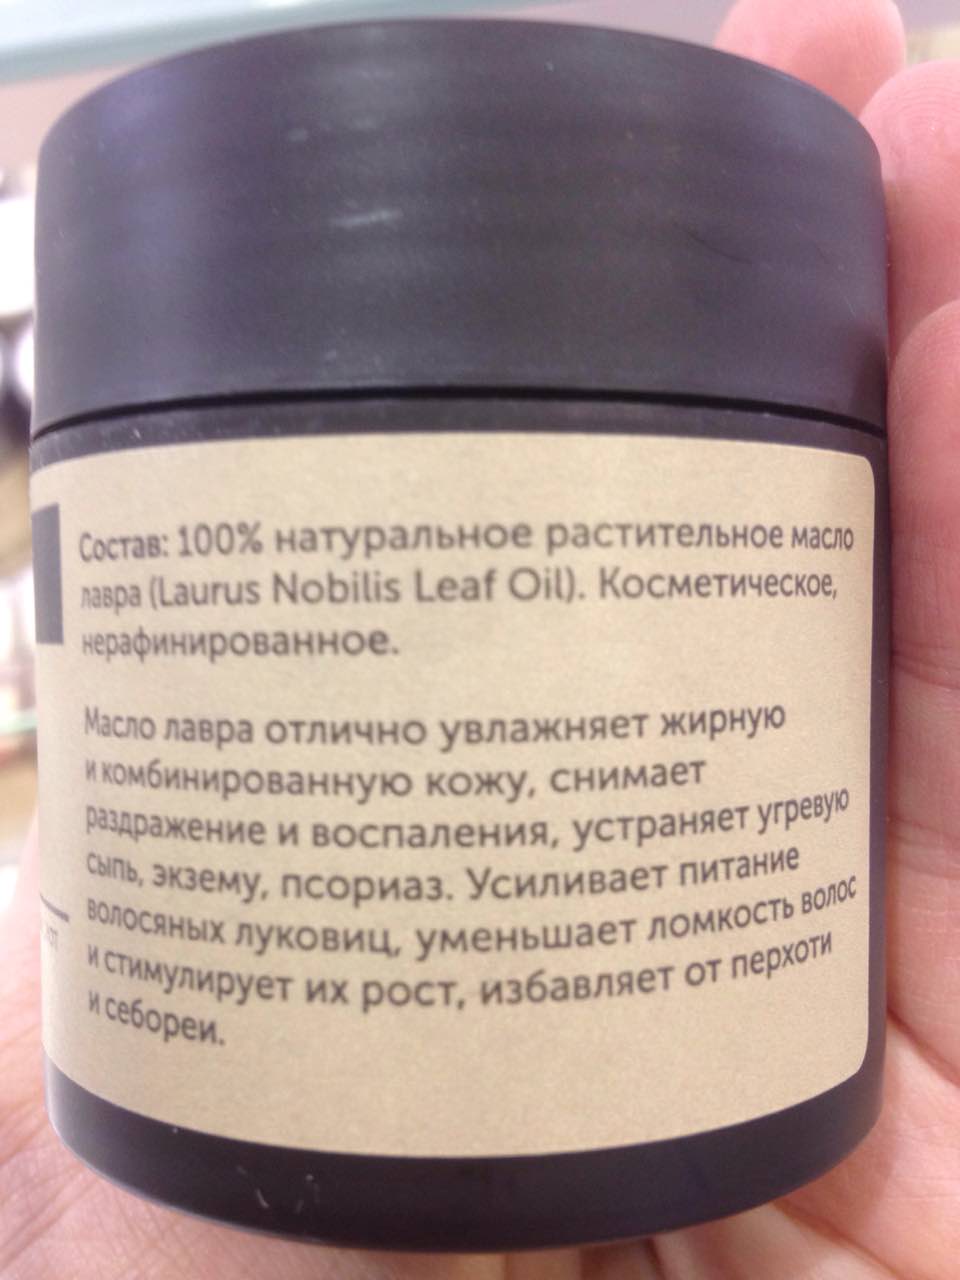 Состав: 100% натуральное растительное масло
лавра (Laurus Nobilis Leaf Oil). Косметическое,
нерафинированное.
Масло лавра отлично увлажняет жирную
и комбинированную кожу, снимает
раздражение и воспаления, устраняет угревую
сыпь, экзему, псориаз. Усиливает питание
волосяных луковиц, уменьшает ломкость волос
и стимулирует их рост, избавляет от перхоти
и себореи.